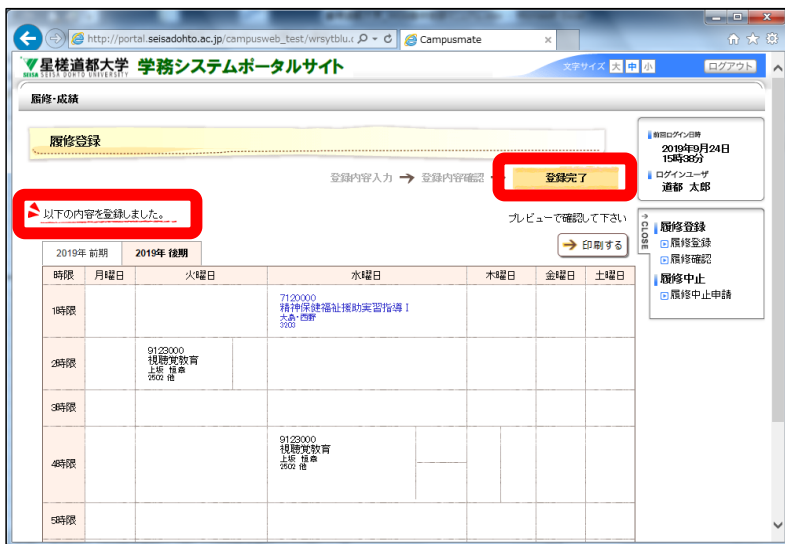 http://portal.seisadohto.ac.jp/campusweb_test/wrsytblu.c
Campusmate
星槎道都大学 学務システムポータルサイト
SEISA DOHTO UNIVERSITY
文字サイズ 大 中 小
ログアウト
履修・成績
履修登録
登録内容入力 → 登録内容確認 → 登録完了
以下の内容を登録しました。
プレビューで確認して下さい
印刷する
2019年 前期 2019年 後期
時限 月曜日 火曜日 水曜日 木曜日 金曜日 土曜日
1時限
7120000
精神保健福祉援助実習指導Ⅰ
大島・西野
3203
2時限
9123000
視聴覚教育
2502 他
3時限
4時限
9123000
視聴覚教育
2502 他
5時限
前回ログイン日時
2019年9月24日
15時38分
ログインユーザ
道都 太郎
CLOSE
履修登録
履修登録
履修確認
履修中止
履修中止申請